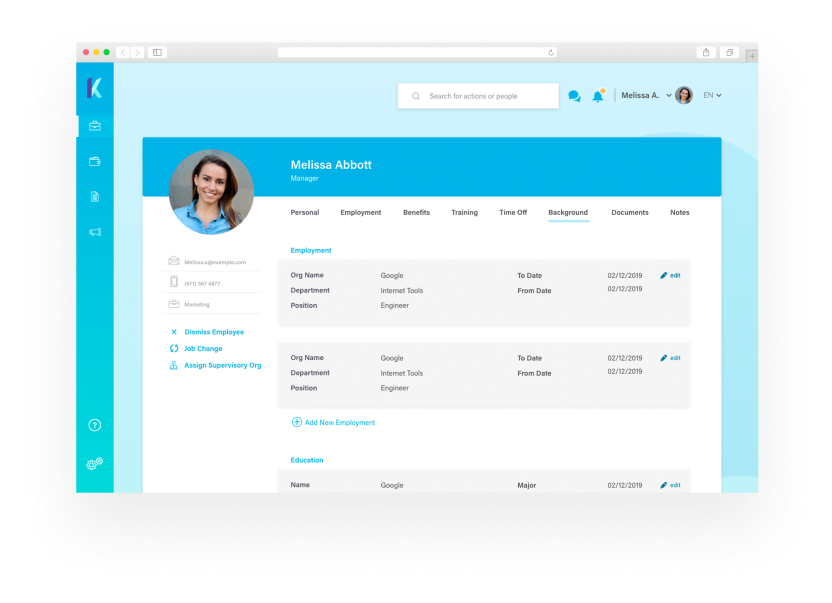 K
Search for actions or people
Melissa A.
EN
Melissa Abbott
Manager
Personal Employment Benefits Training Time Off Background Documents Notes
Melissa.a@example.com
(971) 567 4877
Marketing
Dismiss Employee
Job Change
Assign Supervisory Org
Employment
Org Name Google To Date 02/12/2019 edit
Department Internet Tools From Date 02/12/2019
Position Engineer
Org Name Google To Date 02/12/2019 edit
Department Internet Tools From Date 02/12/2019
Position Engineer
Add New Employment
Education
Name Google Major 02/12/2019 edit
?